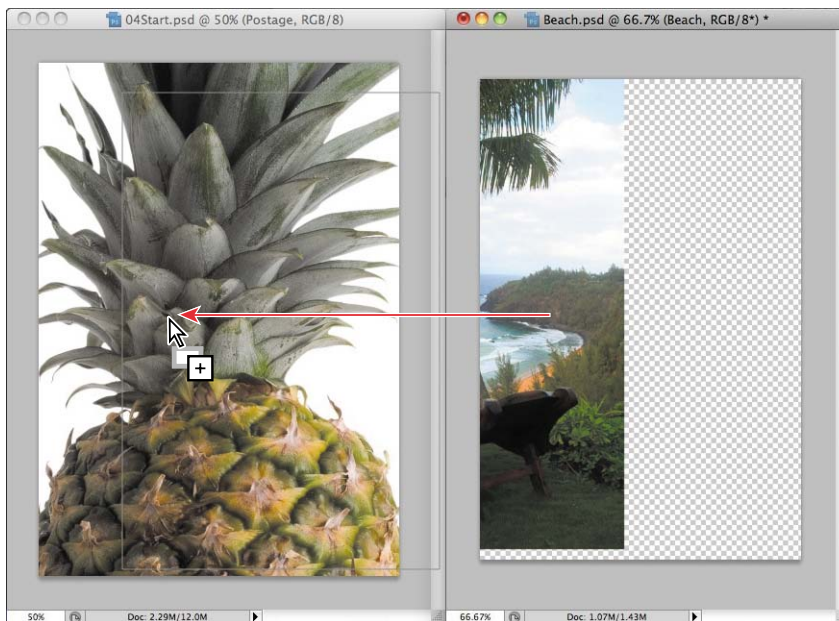 04Start.psd @ 50% (Postage, RGB/8)
Beach.psd @ 66.7% (Beach, RGB/8*) *
50%
Doc: 2.29M/12.0M
66.67%
Doc: 1.07M/1.43M